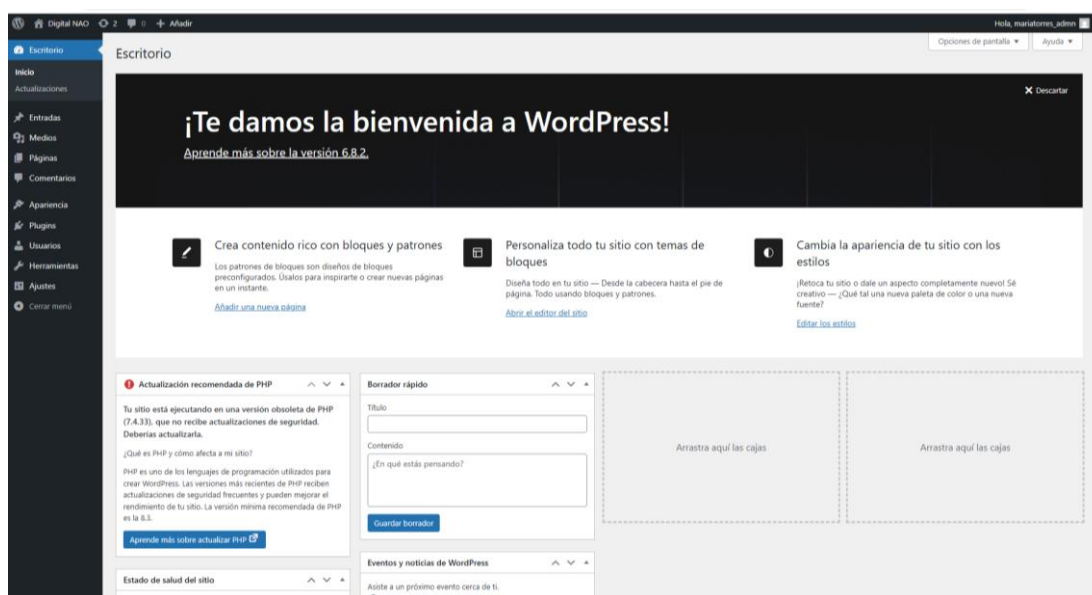 Digital NAO 2 0 + Añadir
Hola, mariatorres_admn
Escritorio
Inicio
Actualizaciones
Entradas
Medios
Páginas
Comentarios
Apariencia
Plugins
Usuarios
Herramientas
Ajustes
Cerrar menú
Escritorio
Opciones de pantalla ▼
Ayuda ▼
Descartar
¡Te damos la bienvenida a WordPress!
Aprende más sobre la versión 6.8.2.
Crea contenido rico con bloques y patrones
Los patrones de bloques son diseños de bloques
preconfigurados. Úsalos para inspirarte o crear nuevas páginas
en un instante.
Añadir una nueva página
Personaliza todo tu sitio con temas de
bloques
Diseña todo en tu sitio — Desde la cabecera hasta el pie de
página. Todo usando bloques y patrones.
Abrir el editor del sitio
Cambia la apariencia de tu sitio con los
estilos
¡Retoca tu sitio o dale un aspecto completamente nuevo! Sé
creativo — ¿Qué tal una nueva paleta de color o una nueva
fuente?
Editar los estilos
Actualización recomendada de PHP
Tu sitio está ejecutando en una versión obsoleta de PHP
(7.4.33), que no recibe actualizaciones de seguridad.
Deberías actualizarla.
¿Qué es PHP y cómo afecta a mi sitio?
PHP es uno de los lenguajes de programación utilizados para
crear WordPress. Las versiones más recientes de PHP reciben
actualizaciones de seguridad frecuentes y pueden mejorar el
rendimiento de tu sitio. La versión mínima recomendada de PHP
es la 8.3.
Aprende más sobre actualizar PHP
Estado de salud del sitio
Borrador rápido
Título
Contenido
¿En qué estás pensando?
Guardar borrador
Eventos y noticias de WordPress
Asiste a un próximo evento cerca de ti.
Arrastra aquí las cajas
Arrastra aquí las cajas